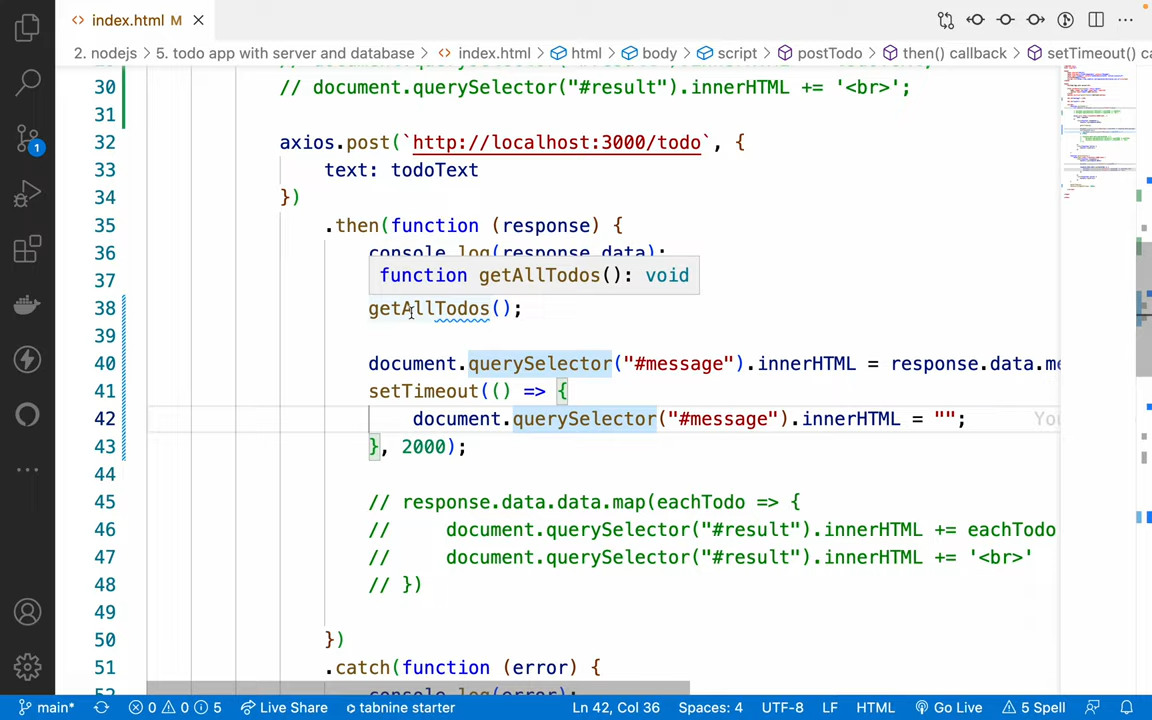 index.html M
2. nodejs > 5. todo app with server and database > index.html > html > body > script > postTodo > then() callback > setTimeout() ca
30 // document.querySelector("#result").innerHTML += '<br>';
31
32 axios.post(`http://localhost:3000/todo`, {
33 text: todoText
34 })
35 .then(function (response) {
36 console.log(response.data);
37 function getAllTodos(): void
38 getAllTodos();
39
40 document.querySelector("#message").innerHTML = response.data.me
41 setTimeout(() => {
42 document.querySelector("#message").innerHTML = ""; You
43 }, 2000);
44
45 // response.data.data.map(eachTodo => {
46 // document.querySelector("#result").innerHTML += eachTodo
47 // document.querySelector("#result").innerHTML += '<br>'
48 // })
49
50 })
51 .catch(function (error) {
52 console.log(error);
1
main* 0 0 5 Live Share tabnine starter Ln 42, Col 36 Spaces: 4 UTF-8 LF HTML Go Live 5 Spell